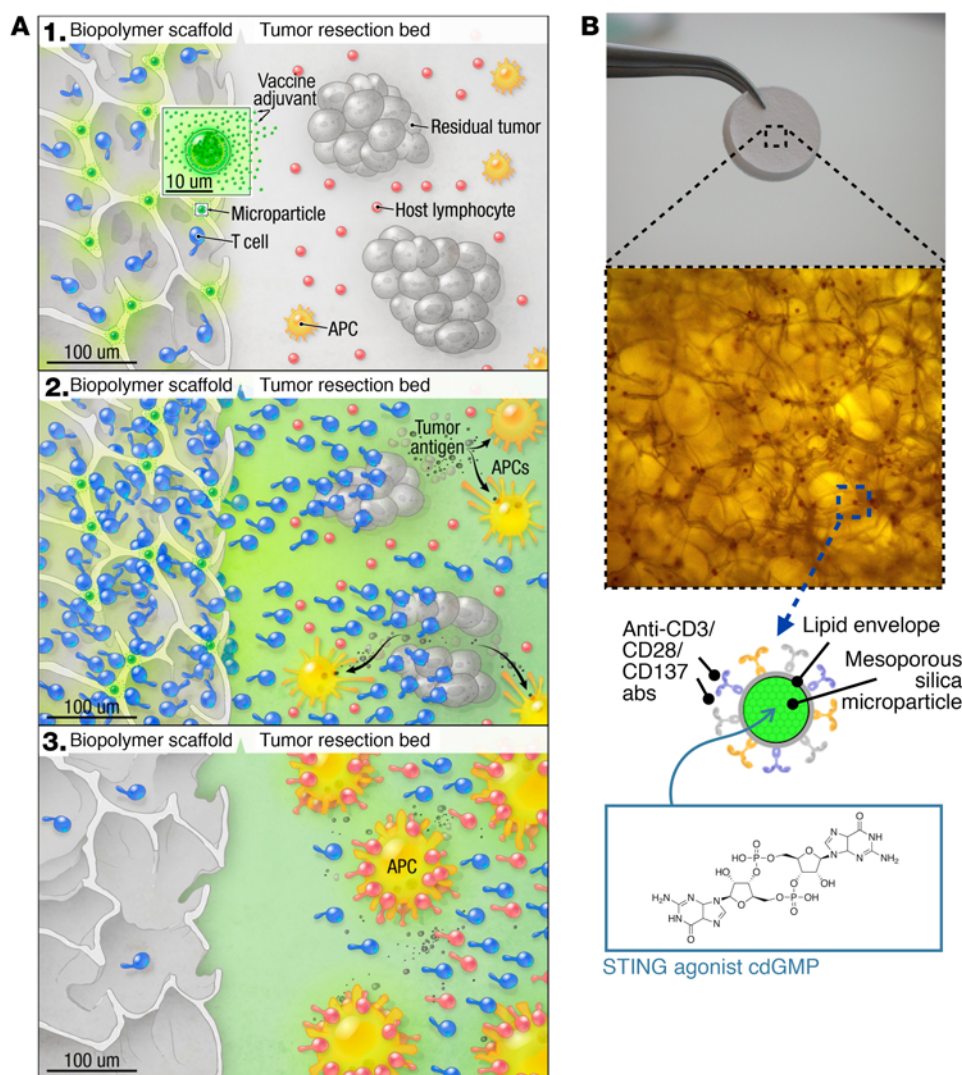 A
1. Biopolymer scaffold Tumor resection bed
Vaccine
adjuvant
Residual tumor
10 um
Microparticle
Host lymphocyte
T cell
APC
100 um
2. Biopolymer scaffold Tumor resection bed
Tumor
antigen
APCs
100 um
3. Biopolymer scaffold Tumor resection bed
APC
100 um
B
Anti-CD3/
CD28/
CD137
abs
Lipid envelope
Mesoporous
silica
microparticle
O
N
NH
HO
P
O
O
O
N
N
NH₂
HO
O
OH
O
P
OH
O
H₂N
N
N
HN
N
N
O
STING agonist cdGMP